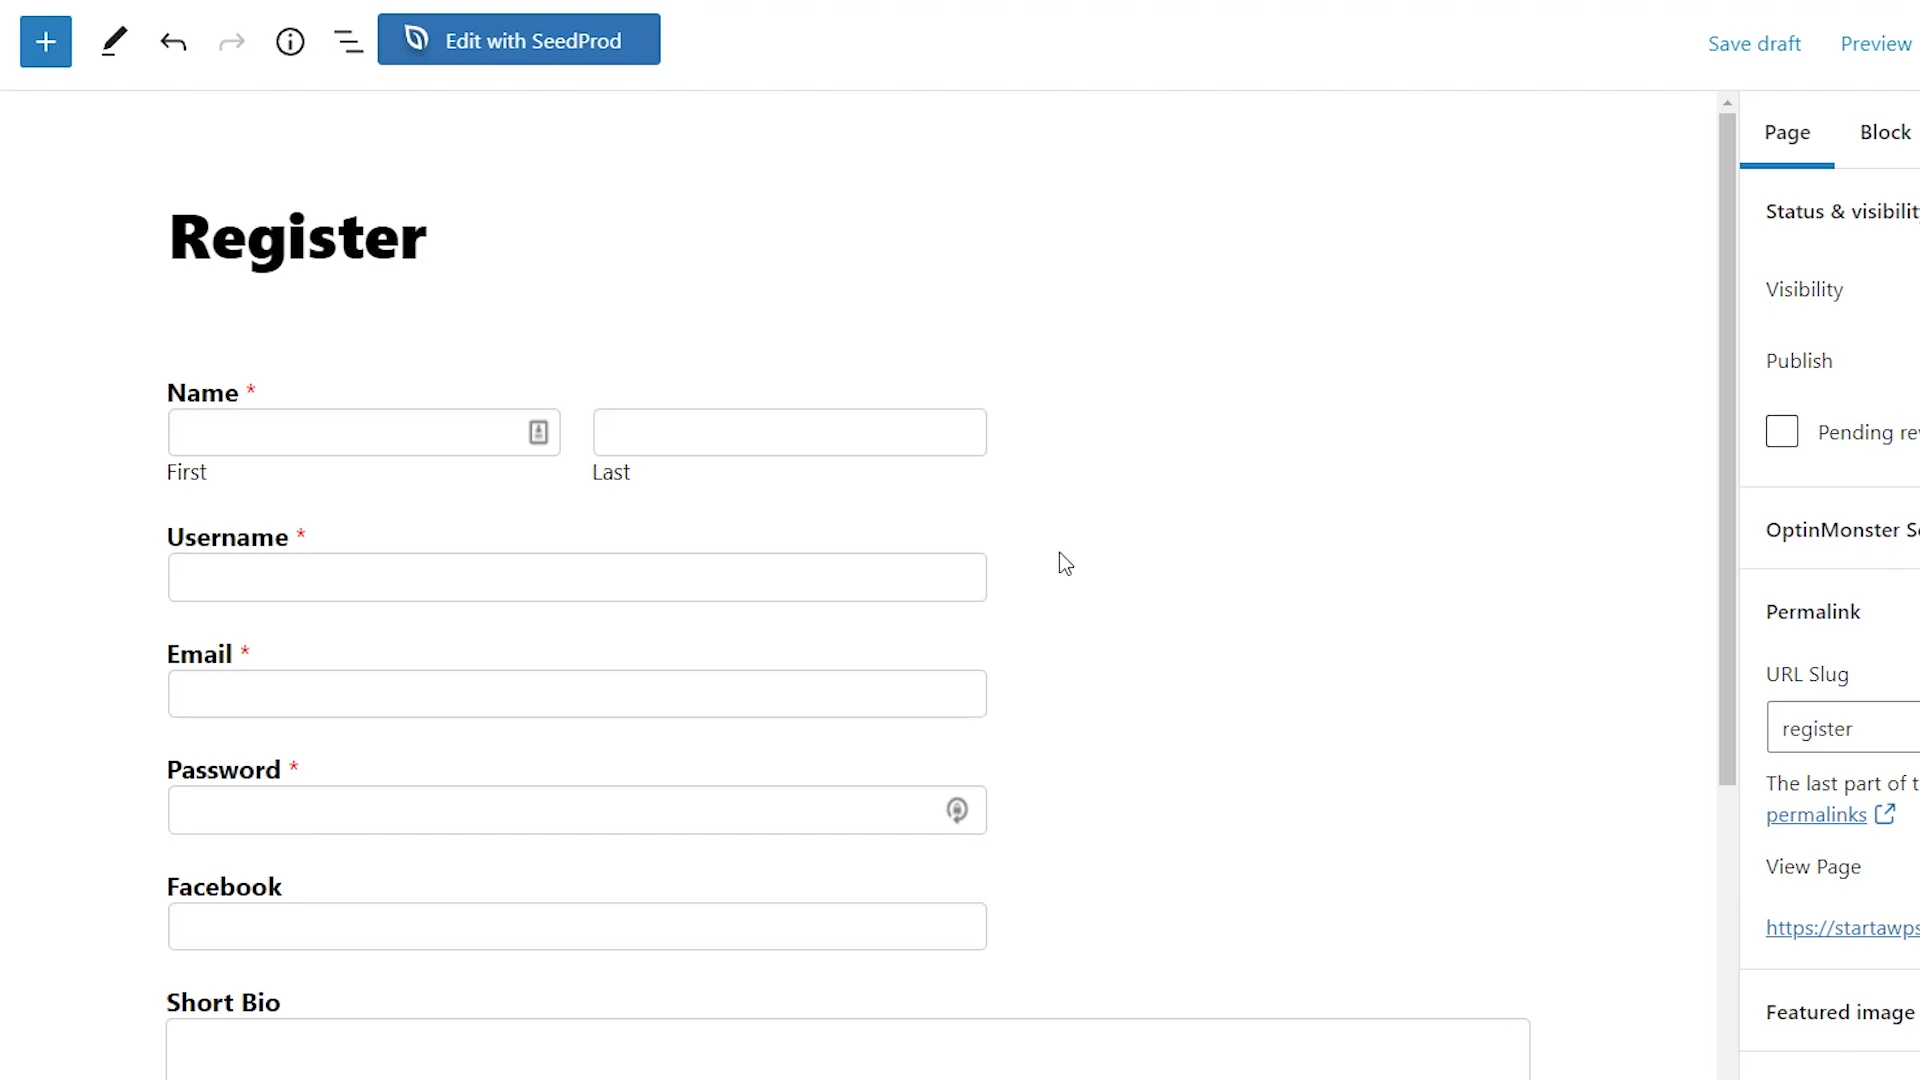 Edit with SeedProd
Save draft
Preview
Page
Block
Register
Status & visibilit
Visibility
Publish
Pending re
Name *
First
Last
Username *
OptinMonster S
Email *
Permalink
URL Slug
register
Password *
The last part of t
permalinks
View Page
Facebook
https://startawps
Short Bio
Featured image